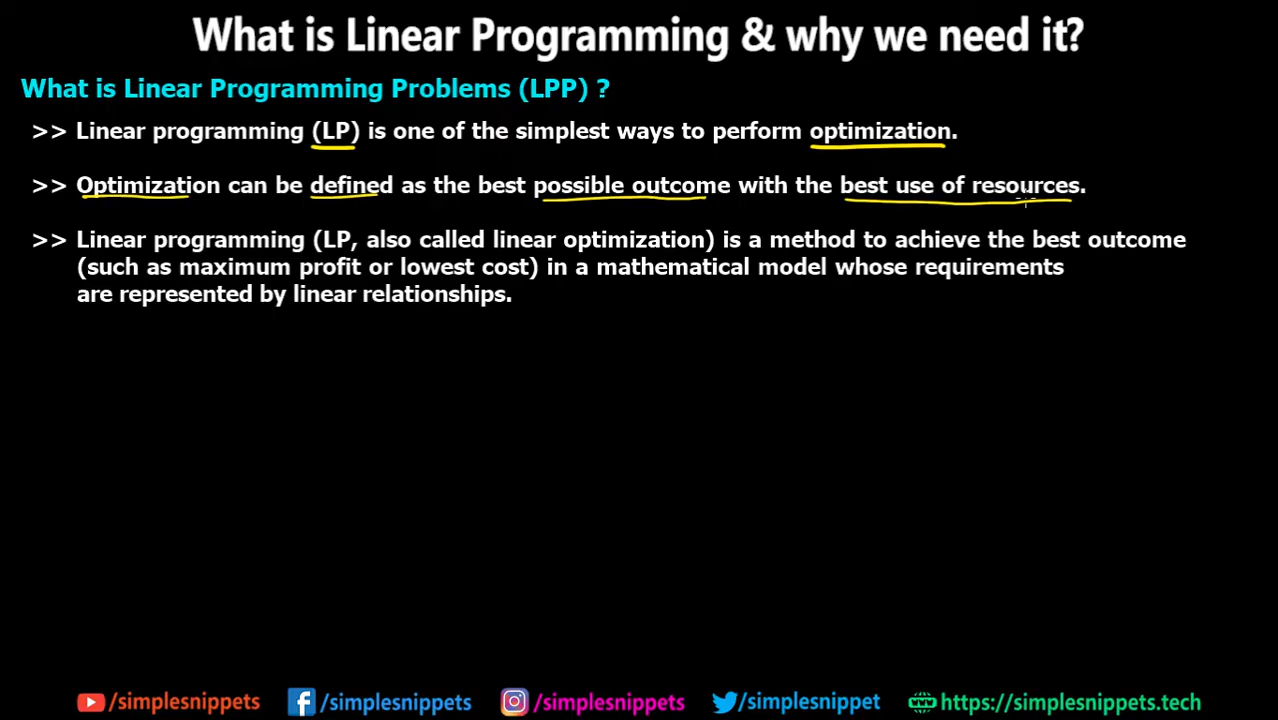 What is Linear Programming & why we need it?
What is Linear Programming Problems (LPP) ?
>> Linear programming (LP) is one of the simplest ways to perform optimization.
>> Optimization can be defined as the best possible outcome with the best use of resources.
>> Linear programming (LP, also called linear optimization) is a method to achieve the best outcome
(such as maximum profit or lowest cost) in a mathematical model whose requirements
are represented by linear relationships.
/simplesnippets /simplesnippets /simplesnippets /simplesnippet https://simplesnippets.tech